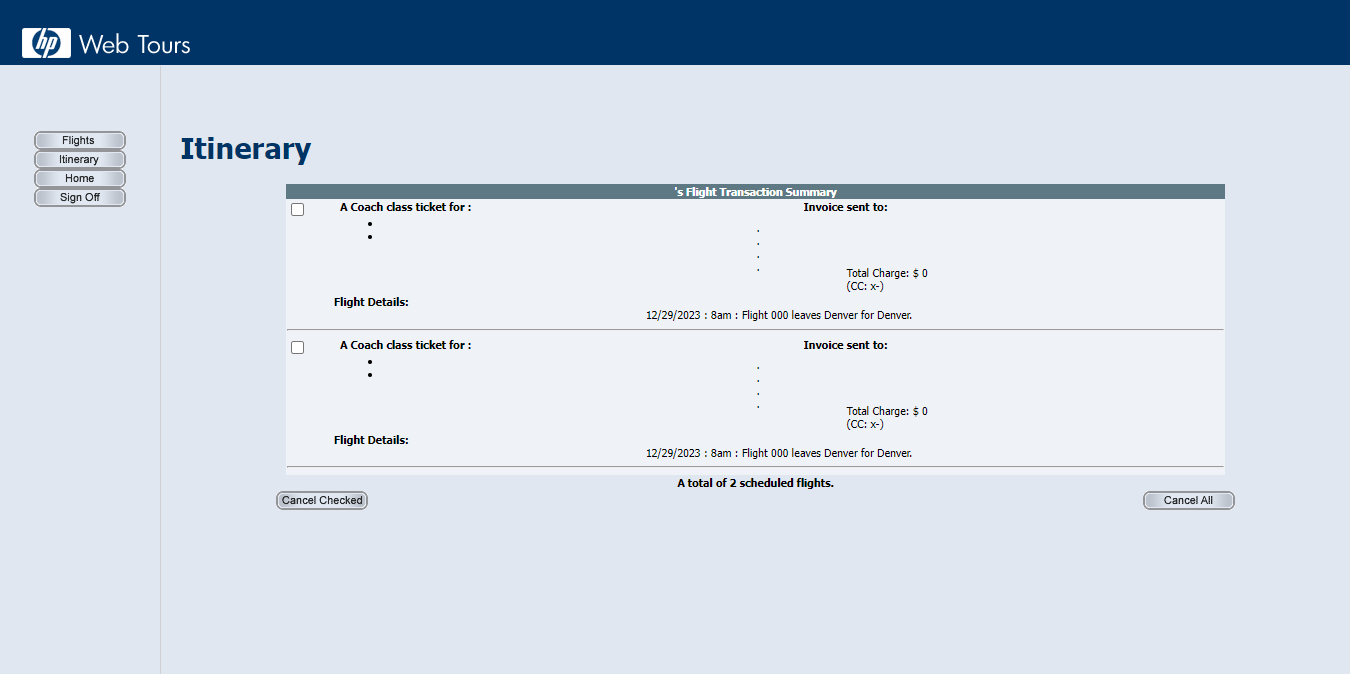 hp Web Tours
Flights
Itinerary
Home
Sign Off
Itinerary
's Flight Transaction Summary
A Coach class ticket for :
Invoice sent to:
Total Charge: $ 0
(CC: x-)
Flight Details:
12/29/2023 : 8am : Flight 000 leaves Denver for Denver.
A Coach class ticket for :
Invoice sent to:
Total Charge: $ 0
(CC: x-)
Flight Details:
12/29/2023 : 8am : Flight 000 leaves Denver for Denver.
A total of 2 scheduled flights.
Cancel Checked
Cancel All